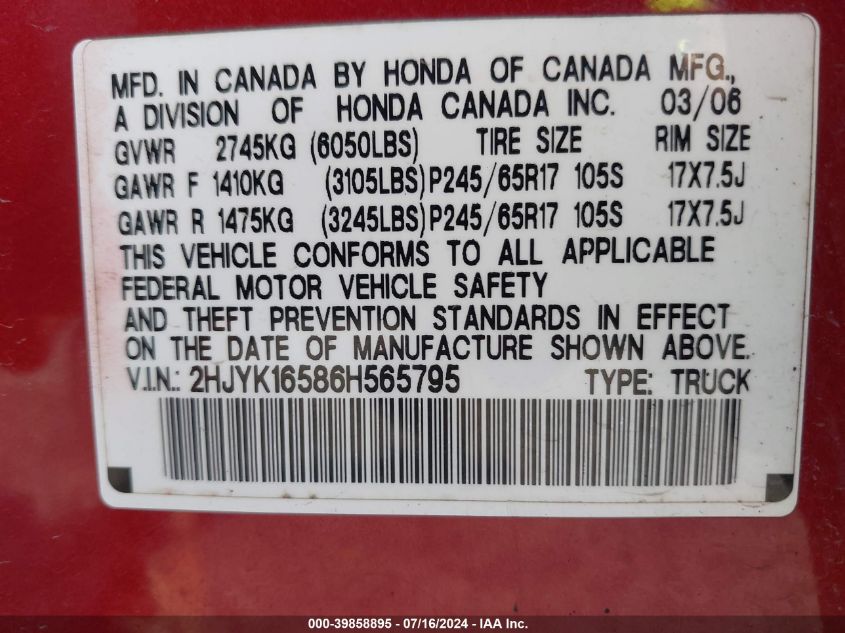 MFD. IN CANADA BY HONDA OF CANADA MFG.,
A DIVISION OF HONDA CANADA INC. 03/06
GVWR 2745KG (6050LBS) TIRE SIZE RIM SIZE
GAWR F 1410KG (3105LBS) P245/65R17 105S 17X7.5J
GAWR R 1475KG (3245LBS) P245/65R17 105S 17X7.5J
THIS VEHICLE CONFORMS TO ALL APPLICABLE
FEDERAL MOTOR VEHICLE SAFETY
AND THEFT PREVENTION STANDARDS IN EFFECT
ON THE DATE OF MANUFACTURE SHOWN ABOVE.
V.I.N.: 2HJYK16586H565795 TYPE: TRUCK
000-39858895 - 07/16/2024 - IAA Inc.